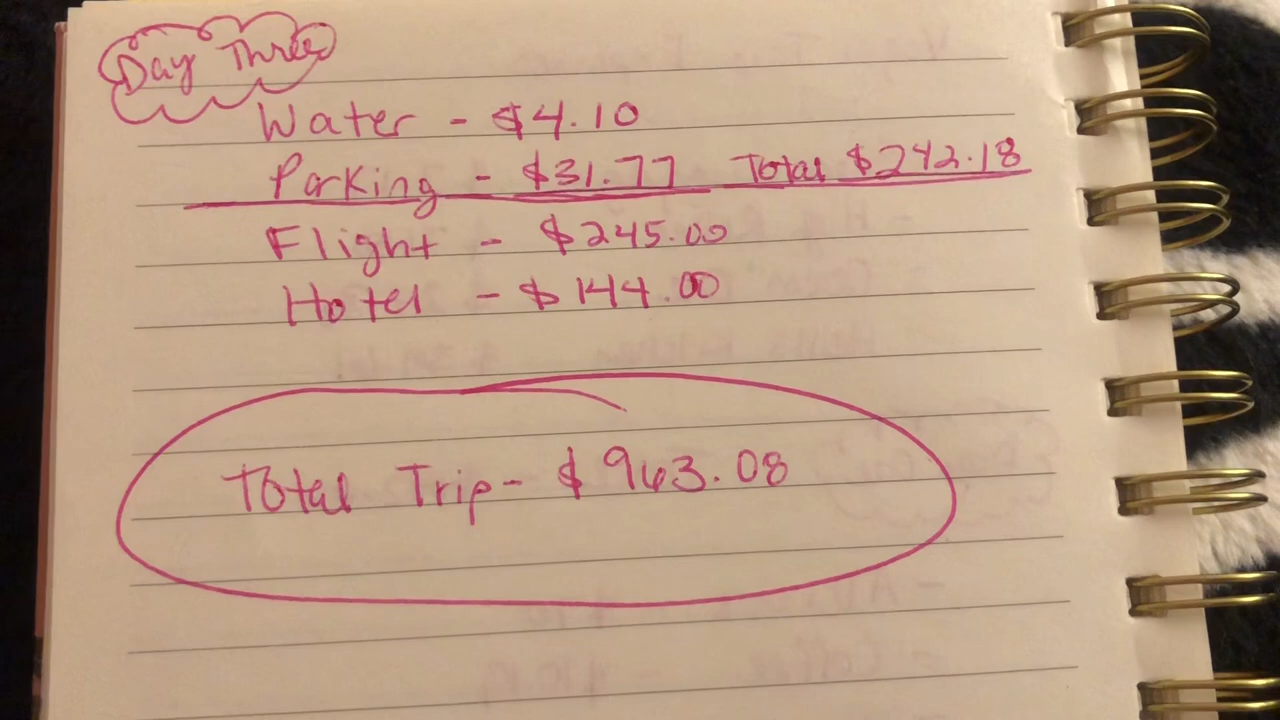 Day Three
Water - $4.10
Parking - $31.77 Total $242.18
Flight - $245.00
Hotel - $144.00
Total Trip - $963.08